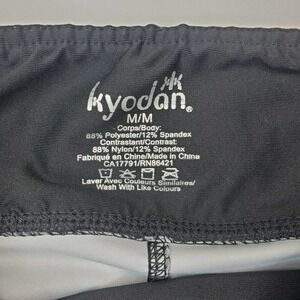 kyodan®
M/M
Corps/Body:
88% Polyester/12% Spandex
Contrastant/Contrast:
88% Nylon/12% Spandex
Fabriqué en Chine/Made in China
CA17791/RN86421
Laver Avec Couleurs Similaires/
Wash With Like Colours